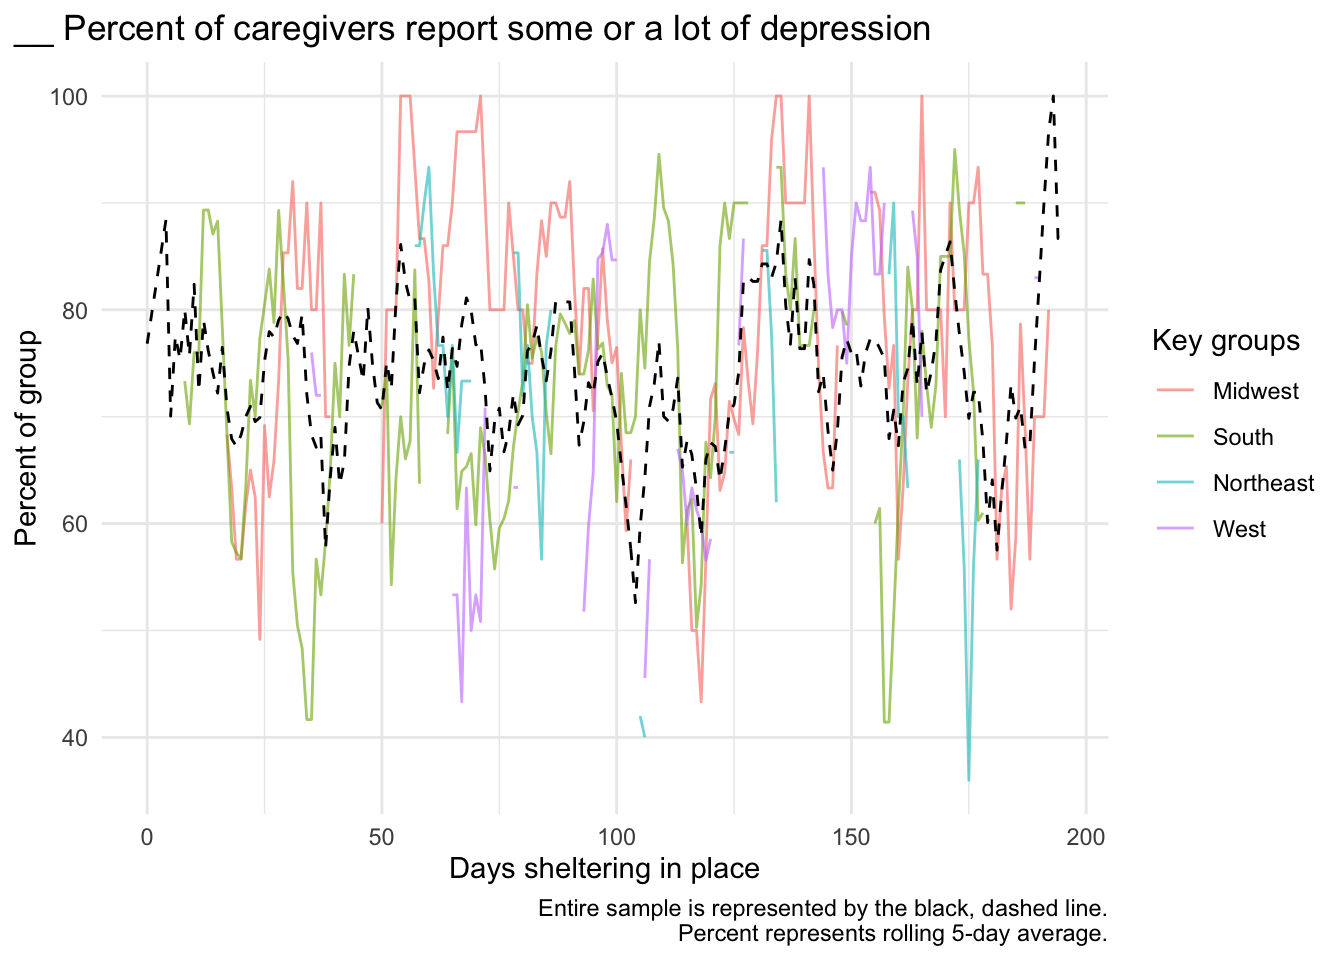 __ Percent of caregivers report some or a lot of depression
100
80
60
40
Percent of group
0
50
100
150
200
Days sheltering in place
Key groups
Midwest
South
Northeast
West
Entire sample is represented by the black, dashed line.
Percent represents rolling 5-day average.